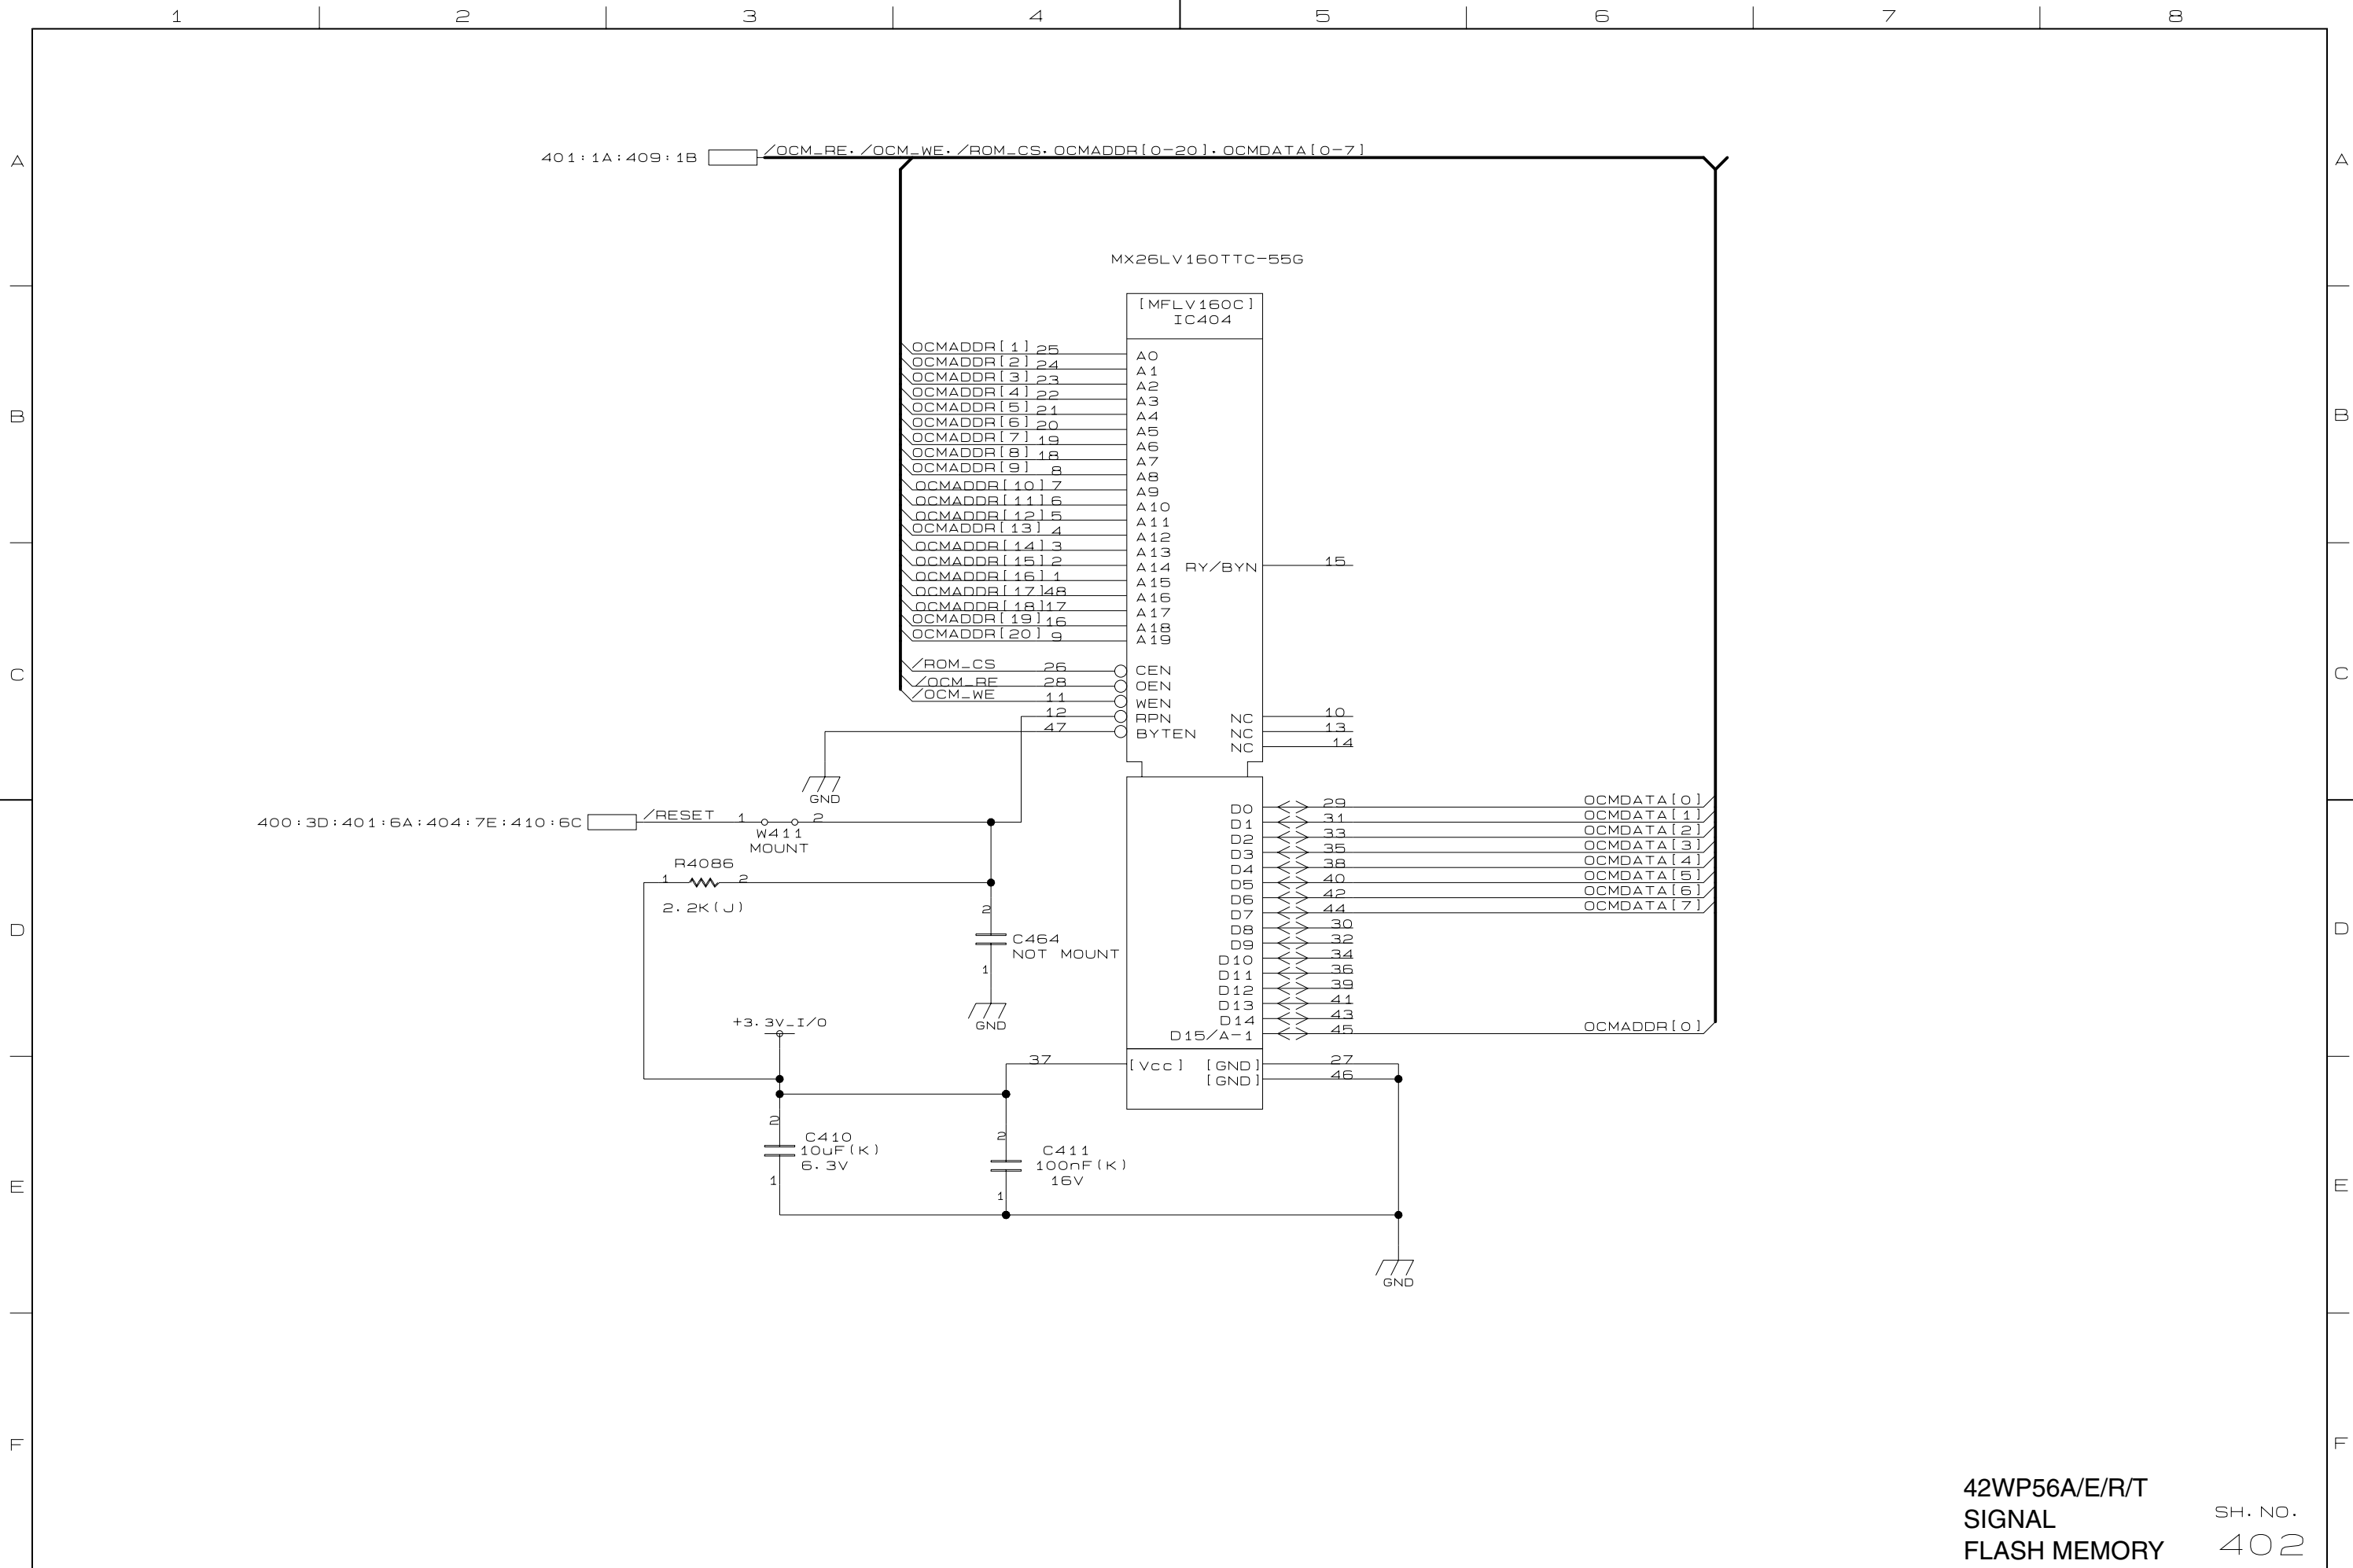 1 2 3 4 5 6 7 8
A A
401:1A:409:1B /OCM_RE. /OCM_WE. /ROM_CS. OCMADDR[0-20]. OCMDATA[0-7]
MX26LV160TTC-55G
[MFLV160C]
IC404
OCMADDR[1] 25 A0
OCMADDR[2] 24 A1
OCMADDR[3] 23 A2
OCMADDR[4] 22 A3
B B
OCMADDR[5] 21 A4
OCMADDR[6] 20 A5
OCMADDR[7] 19 A6
OCMADDR[8] 18 A7
OCMADDR[9] 8 A8
OCMADDR[10] 7 A9
OCMADDR[11] 6 A10
OCMADDR[12] 5 A11
OCMADDR[13] 4 A12
OCMADDR[14] 3 A13
OCMADDR[15] 2 A14 RY/BYN 15
OCMADDR[16] 1 A15
OCMADDR[17] 48 A16
OCMADDR[18] 17 A17
OCMADDR[19] 16 A18
OCMADDR[20] 9 A19
C C
/ROM_CS 26 CEN
/OCM_RE 28 OEN
/OCM_WE 11 WEN
12 RPN NC 10
47 BYTEN NC 13
NC 14
GND
400:3D:401:6A:404:7E:410:6C /RESET 1 2
W411
MOUNT
D0 29 OCMDATA[0]
D1 31 OCMDATA[1]
D2 33 OCMDATA[2]
D3 35 OCMDATA[3]
D4 38 OCMDATA[4]
D5 40 OCMDATA[5]
D6 42 OCMDATA[6]
D7 44 OCMDATA[7]
D8 30
D9 32
D10 34
D11 36
D12 39
D13 41
D14 43
D15/A-1 45 OCMADDR[0]
R4086
1 2
2.2K(J)
D D
2
C464
NOT MOUNT
1
GND
+3.3V_I/O
37 [Vcc] [GND] 27
[GND] 46
2
C410
10uF(K)
6.3V
1
2
C411
100nF(K)
16V
1
E E
GND
F F
42WP56A/E/R/T
SIGNAL
FLASH MEMORY
SH. NO.
402